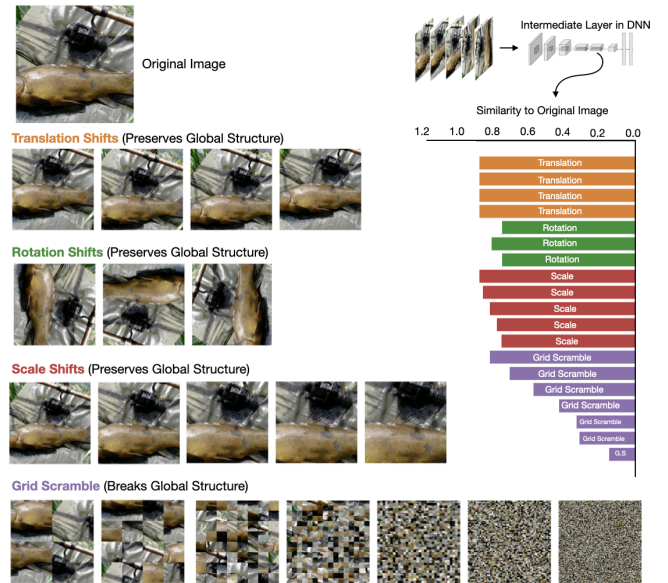 Original Image
Intermediate Layer in DNN
Similarity to Original Image
1.2 1.0 0.8 0.6 0.4 0.2 0.0
Translation Shifts (Preserves Global Structure)
Translation
Translation
Translation
Translation
Rotation Shifts (Preserves Global Structure)
Rotation
Rotation
Rotation
Scale
Scale
Scale
Scale
Scale
Scale Shifts (Preserves Global Structure)
Grid Scramble
Grid Scramble
Grid Scramble
Grid Scramble
Grid Scramble
Grid Scramble
G.S
Grid Scramble (Breaks Global Structure)